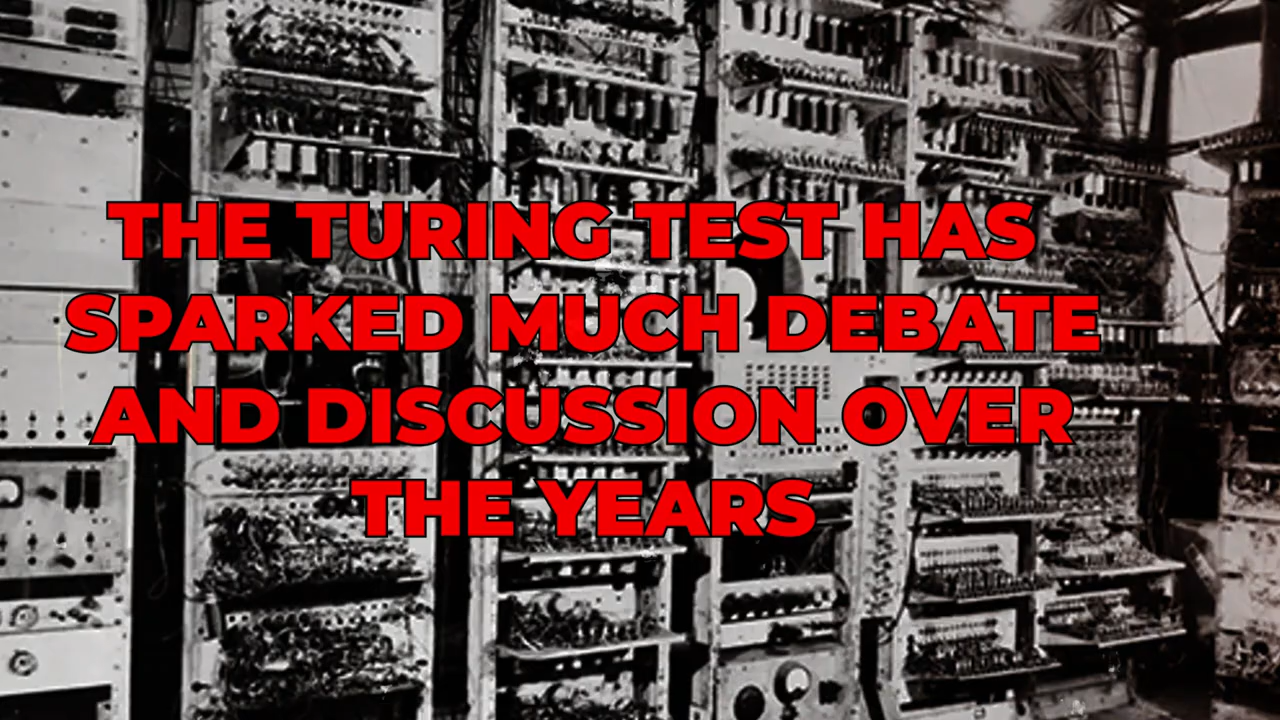 THE TURING TEST HAS
SPARKED MUCH DEBATE
AND DISCUSSION OVER
THE YEARS